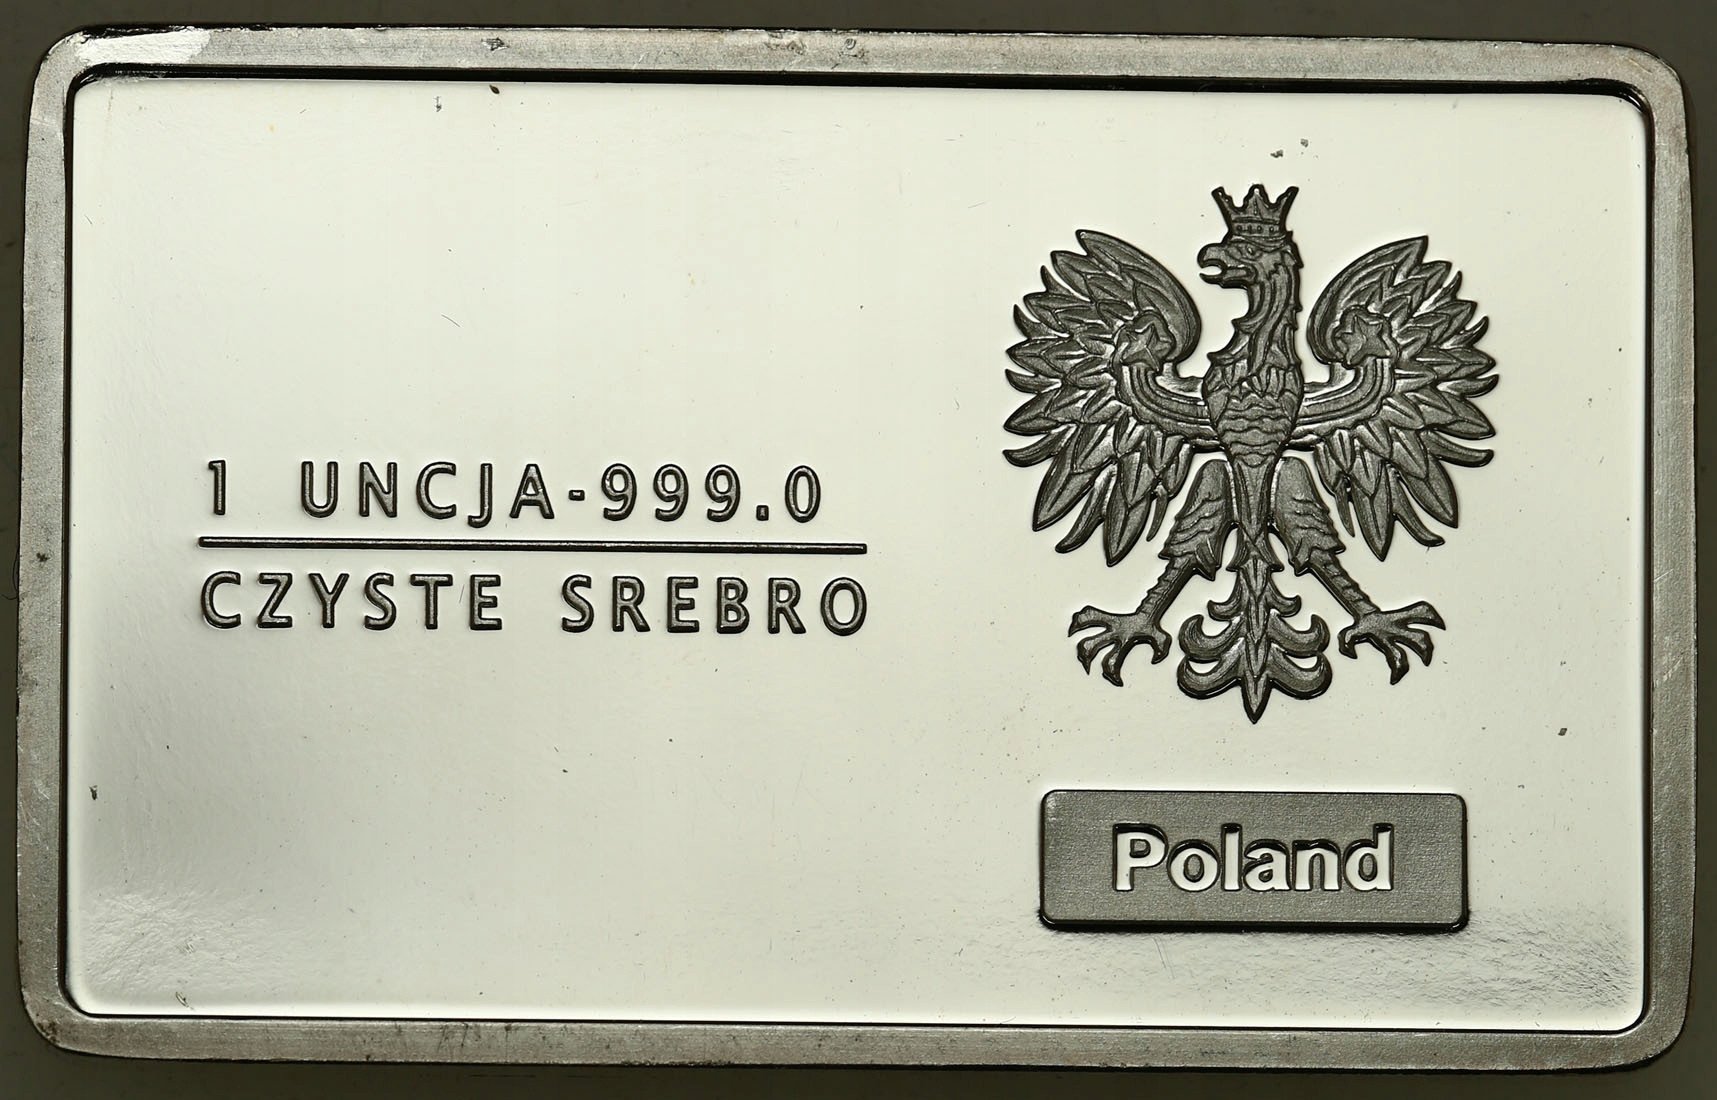 1 UNCJA-999.0
CZYSTE SREBRO
Poland